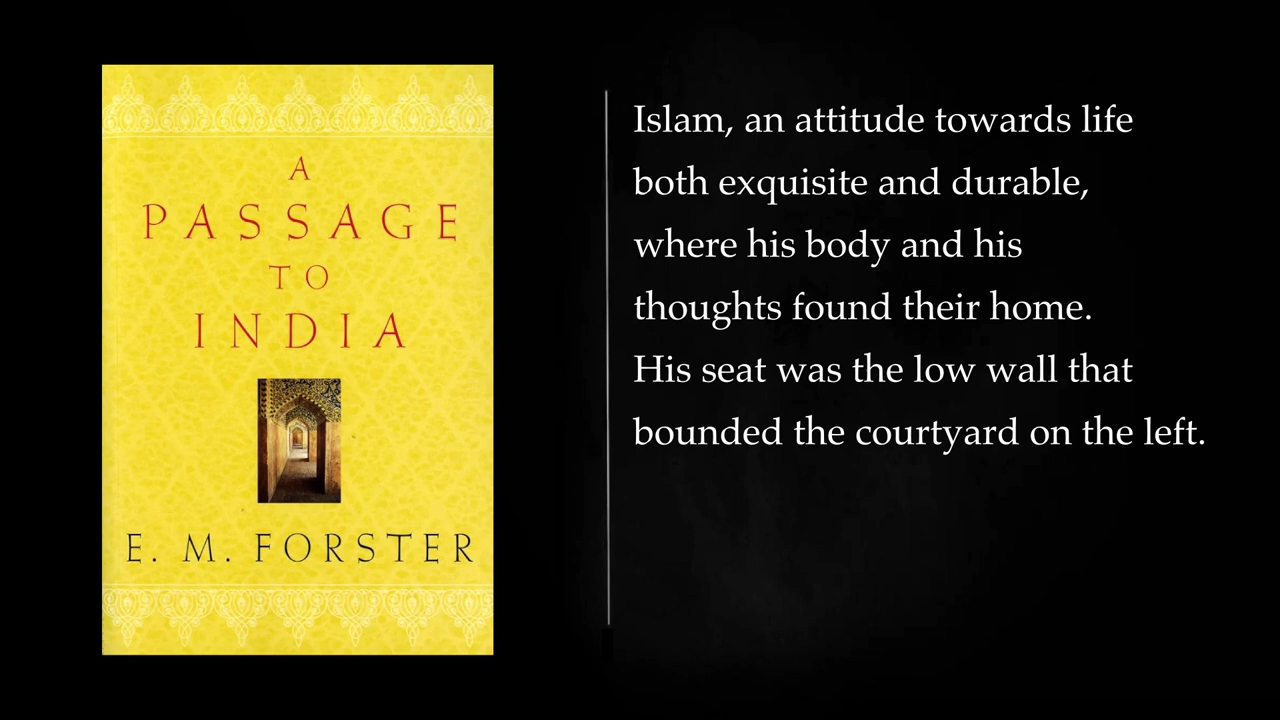 A
PASSAGE
TO
INDIA
E. M. FORSTER
Islam, an attitude towards life
both exquisite and durable,
where his body and his
thoughts found their home.
His seat was the low wall that
bounded the courtyard on the left.